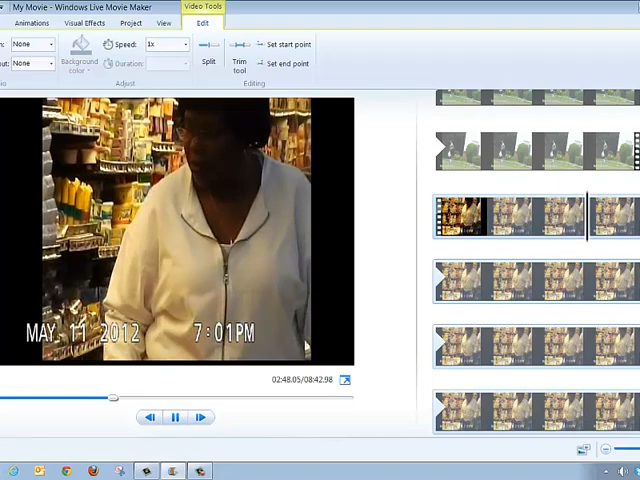 My Movie - Windows Live Movie Maker
Video Tools
Animations Visual Effects Project View Edit
None Speed: 1x Set start point
None Background color Duration: Split Trim tool Set end point
Adjust Editing
MAY. 11 2012 7:01PM
02:48.05/08:42.98